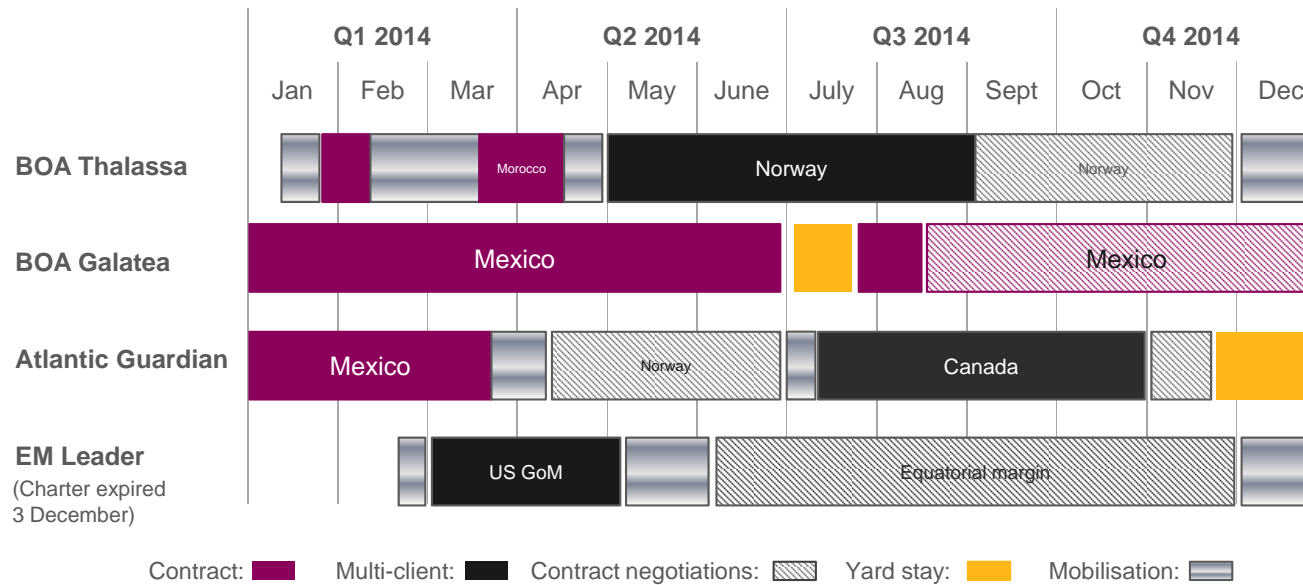 Q1 2014 Q2 2014 Q3 2014 Q4 2014
Jan Feb Mar Apr May June July Aug Sept Oct Nov Dec
BOA Thalassa Morocco Norway Norway
BOA Galatea Mexico Mexico
Atlantic Guardian Mexico Norway Canada
EM Leader US GoM Equatorial margin
(Charter expired
3 December)
Contract: Multi-client: Contract negotiations: Yard stay: Mobilisation: